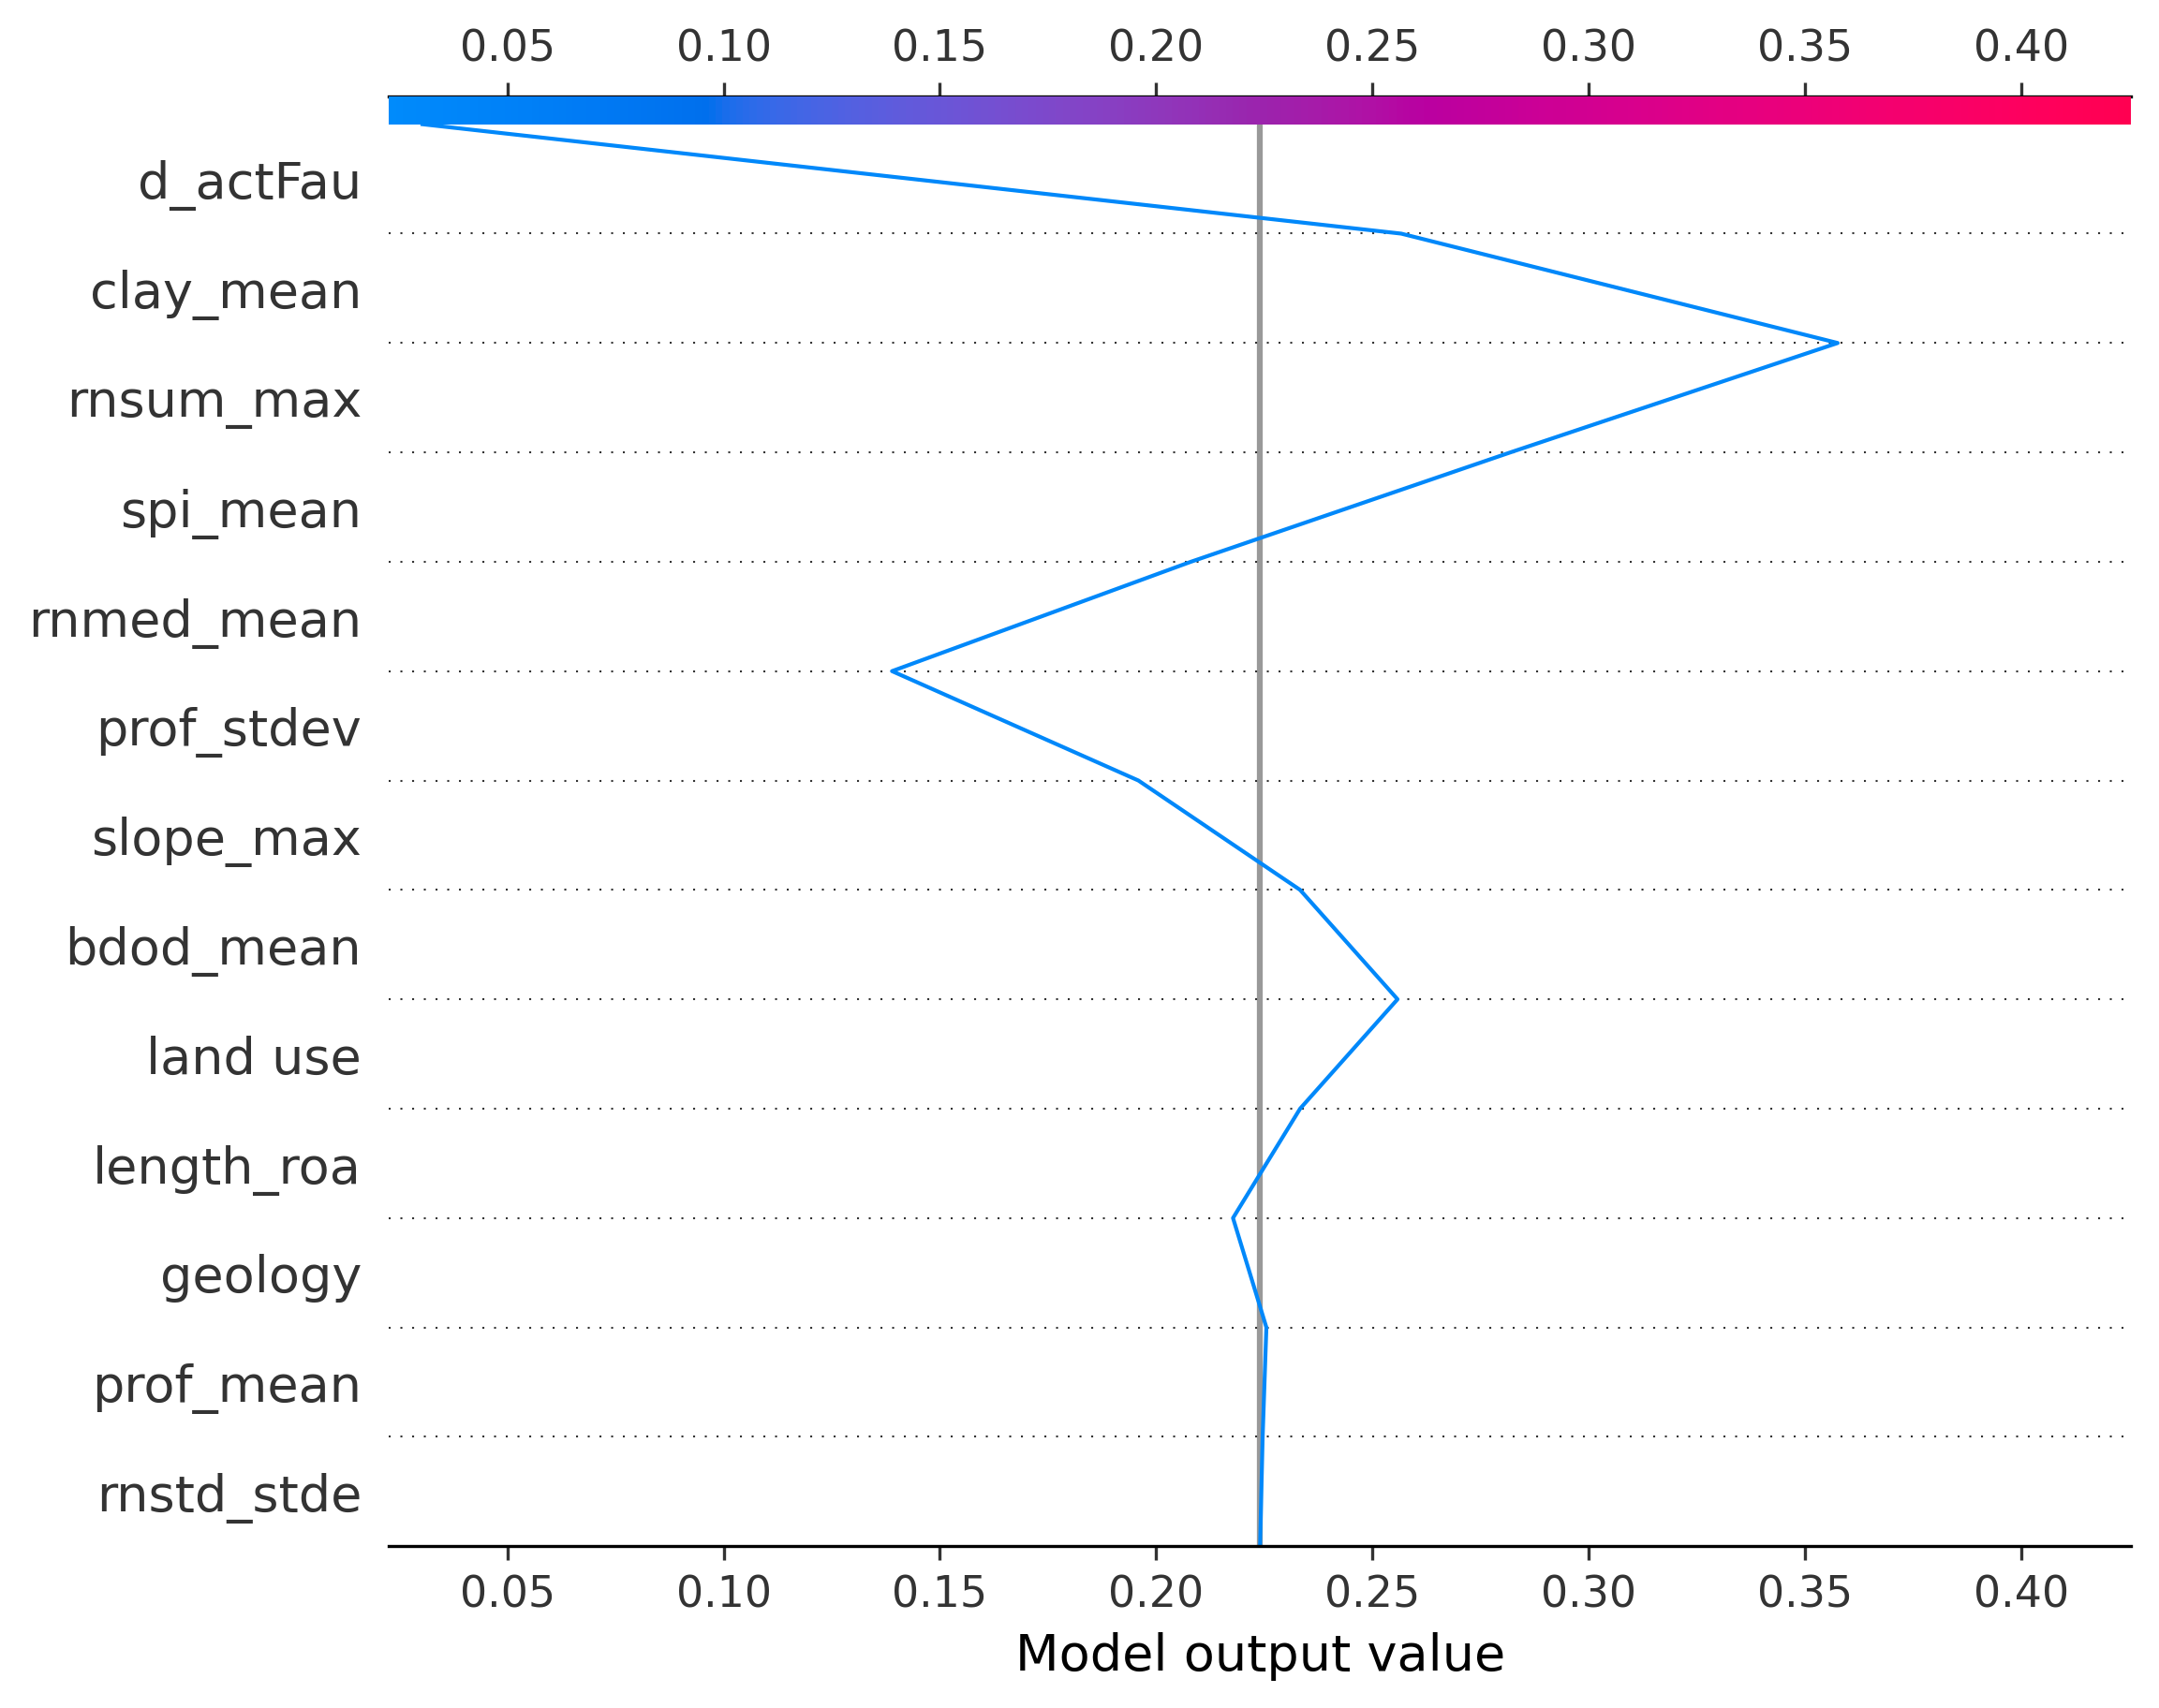 0.05 0.10 0.15 0.20 0.25 0.30 0.35 0.40
d_actFau
clay_mean
rnsum_max
spi_mean
rnmed_mean
prof_stdev
slope_max
bdod_mean
land use
length_roa
geology
prof_mean
rnstd_stde
0.05 0.10 0.15 0.20 0.25 0.30 0.35 0.40
Model output value